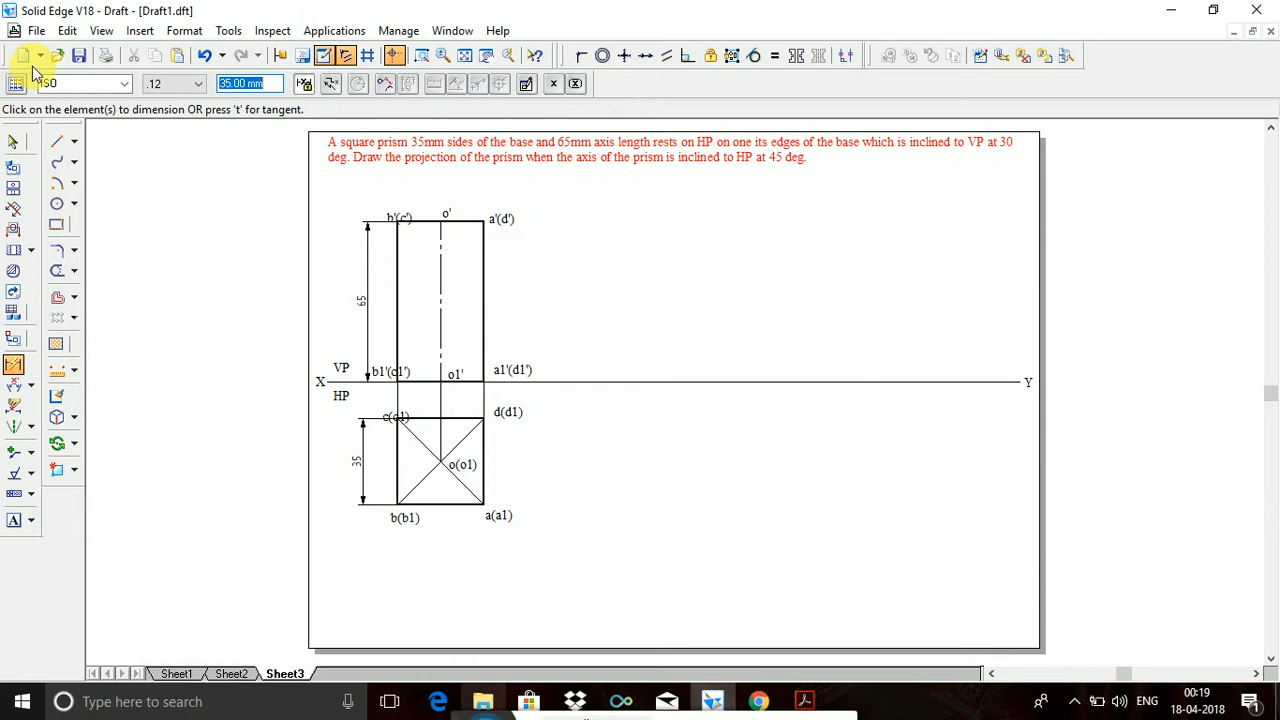 Solid Edge V18 - Draft - [Draft1.dft]
File Edit View Insert Format Tools Inspect Applications Manage Window Help
ISO .12 35.00 mm
Click on the element(s) to dimension OR press 't' for tangent.
A square prism 35mm sides of the base and 65mm axis length rests on HP on one its edges of the base which is inclined to VP at 30
deg. Draw the projection of the prism when the axis of the prism is inclined to HP at 45 deg.
b'(c') o' a'(d')
65
VP b1'(c1') o1' a1'(d1')
X Y
HP
c(c1) d(d1)
35 o(o1)
b(b1) a(a1)
Sheet1 Sheet2 Sheet3
Type here to search
ENG 00:19
18-04-2018